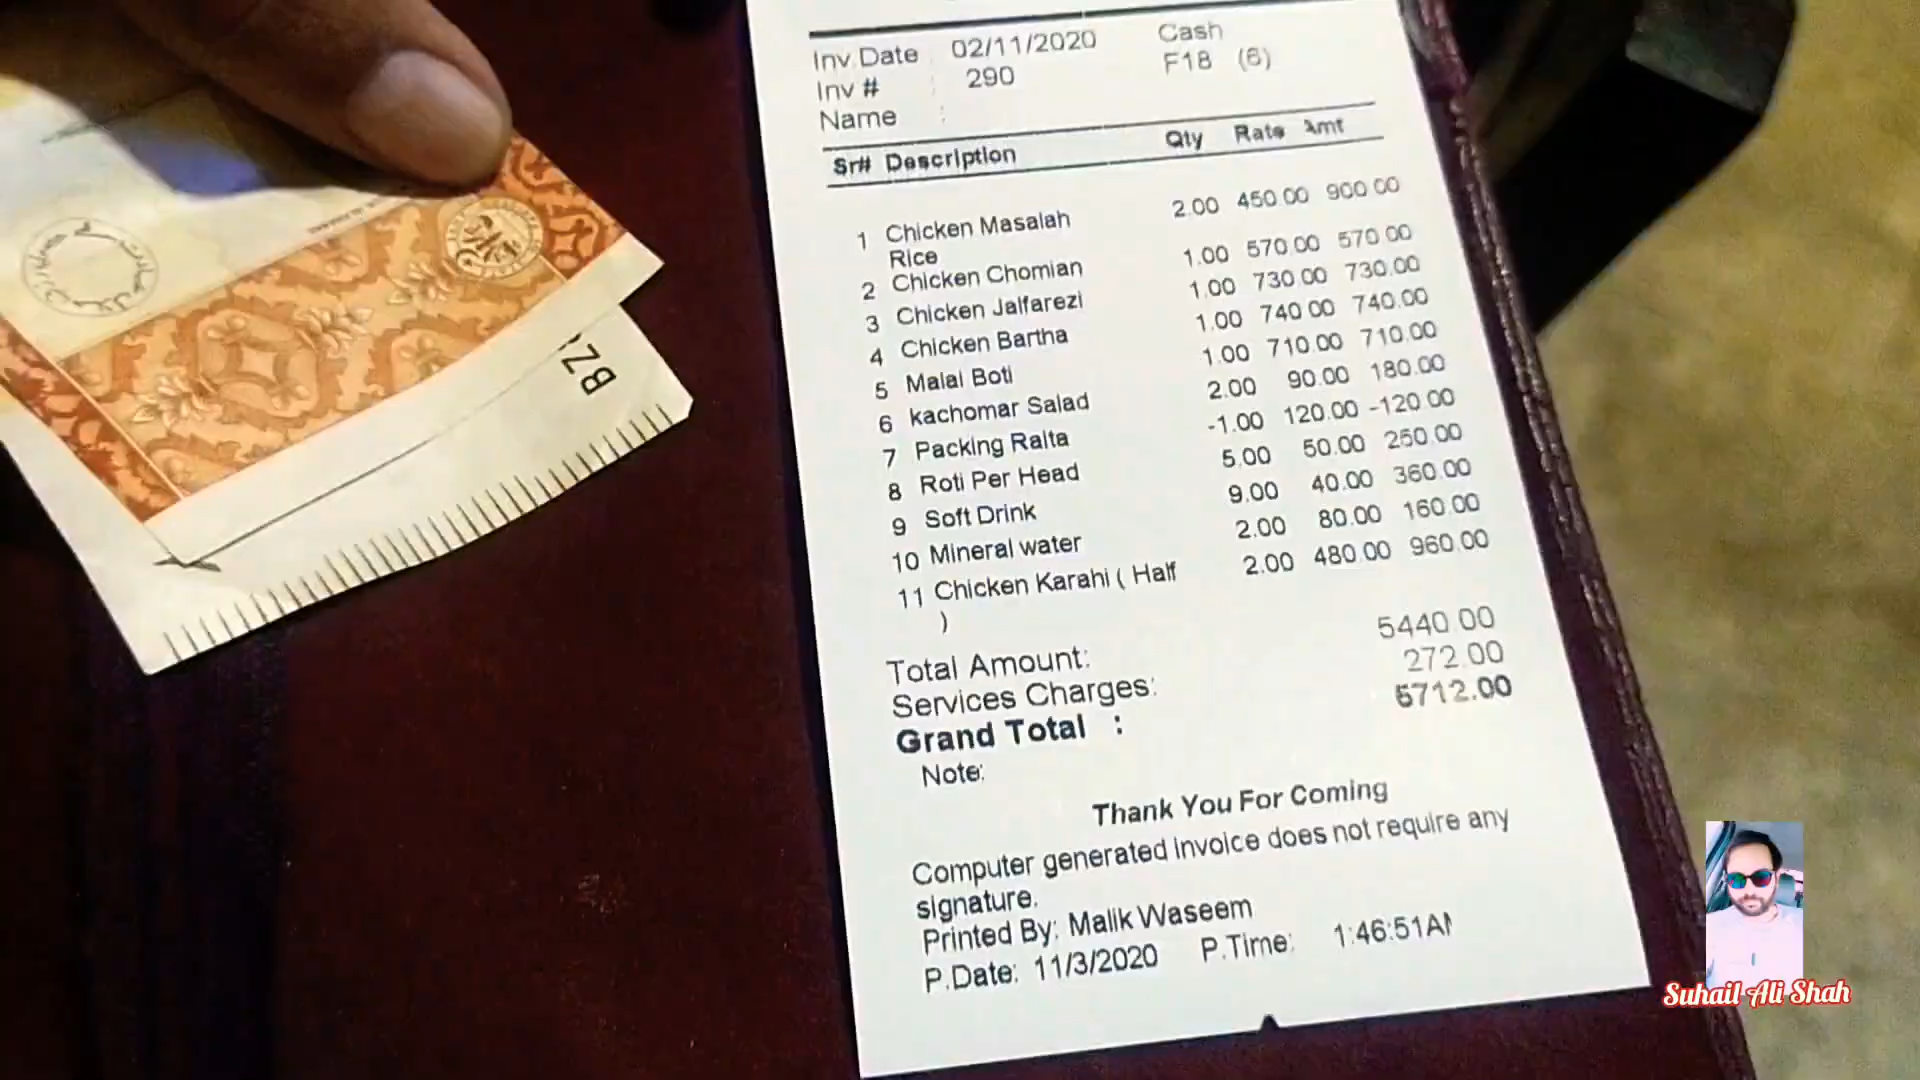 Inv.Date : 02/11/2020 Cash
Inv # : 290 F18 (6)
Name :
Sr# Description Qty Rate Amt
1 Chicken Masalah Rice 2.00 450.00 900.00
2 Chicken Chomian 1.00 570.00 570.00
3 Chicken Jalfarezi 1.00 730.00 730.00
4 Chicken Bartha 1.00 740.00 740.00
5 Malai Boti 1.00 710.00 710.00
6 kachomar Salad 2.00 90.00 180.00
7 Packing Raita -1.00 120.00 -120.00
8 Roti Per Head 5.00 50.00 250.00
9 Soft Drink 9.00 40.00 360.00
10 Mineral water 2.00 80.00 160.00
11 Chicken Karahi ( Half ) 2.00 480.00 960.00
Total Amount: 5440.00
Services Charges: 272.00
Grand Total : 5712.00
Note:
Thank You For Coming
Computer generated invoice does not require any
signature.
Printed By: Malik Waseem
P.Date: 11/3/2020 P.Time: 1:46:51AM
BZ
Suhail Ali Shah